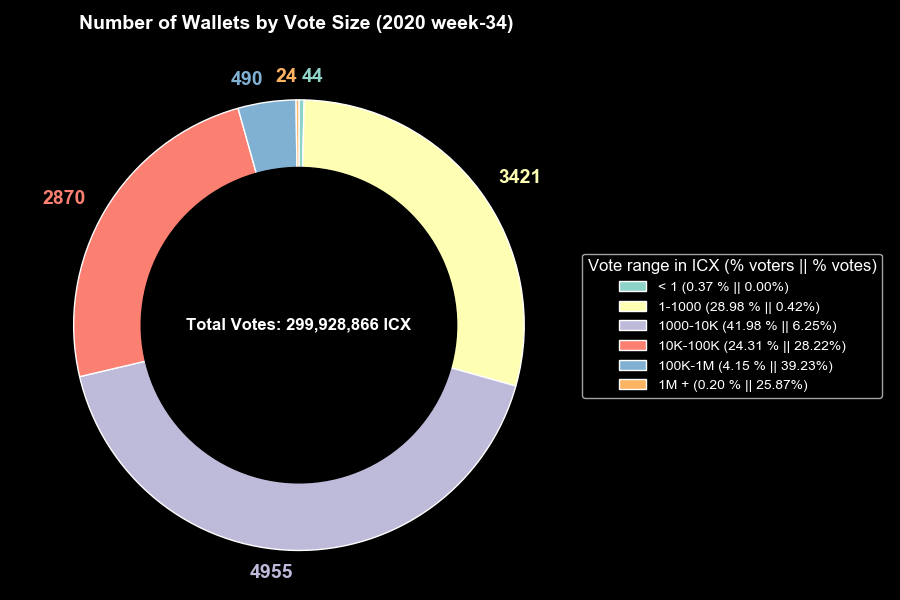 Number of Wallets by Vote Size (2020 week-34)
490
24
44
3421
2870
Vote range in ICX (% voters || % votes)
< 1 (0.37 % || 0.00%)
1-1000 (28.98 % || 0.42%)
1000-10K (41.98 % || 6.25%)
10K-100K (24.31 % || 28.22%)
100K-1M (4.15 % || 39.23%)
1M + (0.20 % || 25.87%)
Total Votes: 299,928,866 ICX
4955